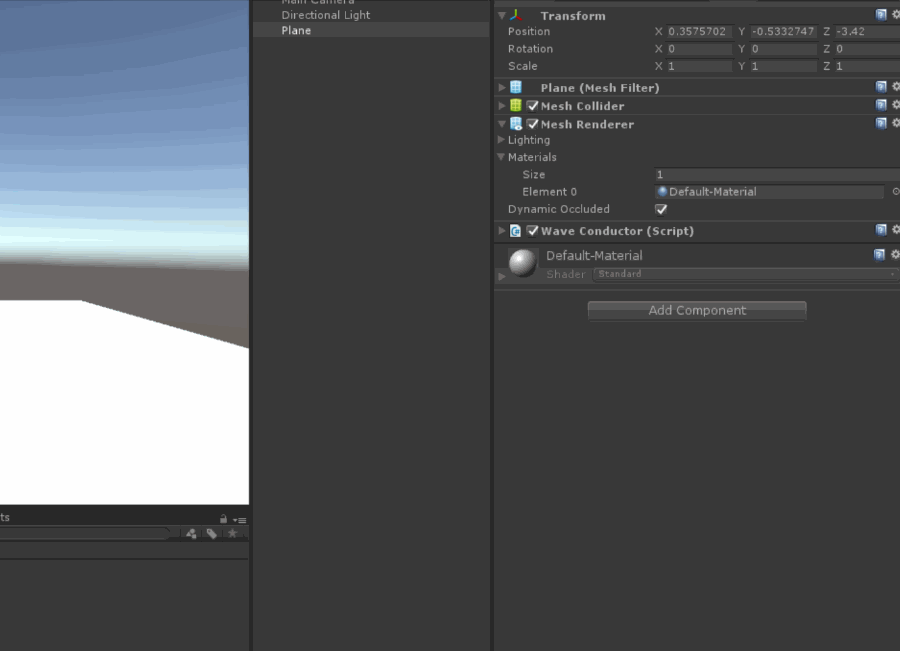 Main Camera
Directional Light
Plane
ts
Transform
Position X 0.3575702 Y -0.5332747 Z -3.42
Rotation X 0 Y 0 Z 0
Scale X 1 Y 1 Z 1
Plane (Mesh Filter)
Mesh Collider
Mesh Renderer
Lighting
Materials
Size 1
Element 0 Default-Material
Dynamic Occluded
Wave Conductor (Script)
Default-Material
Shader Standard
Add Component